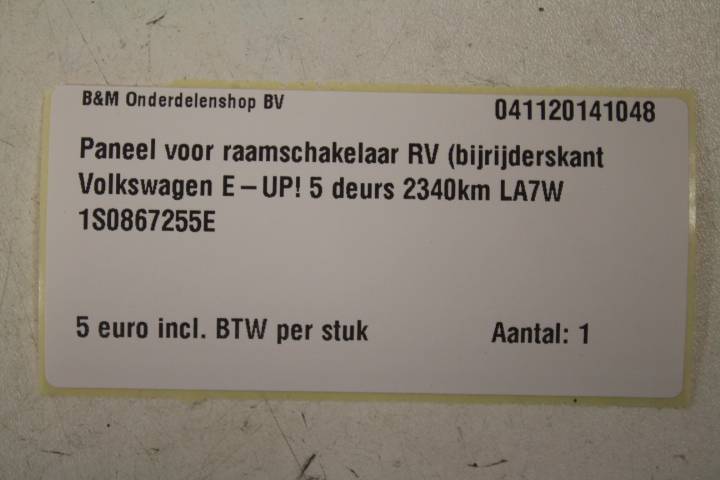 B&M Onderdelenshop BV
041120141048
Paneel voor raamschakelaar RV (bijrijderskant
Volkswagen E-UP! 5 deurs 2340km LA7W
1S0867255E
5 euro incl. BTW per stuk
Aantal: 1